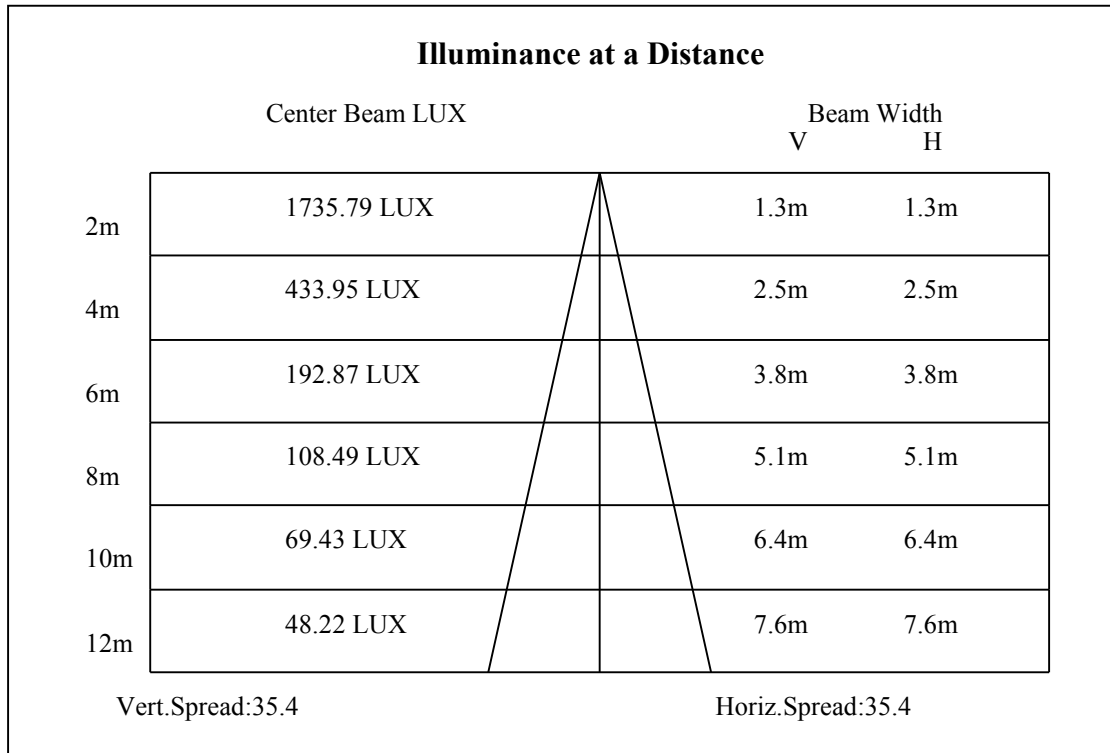 Illuminance at a Distance
Center Beam LUX Beam Width
V H
1735.79 LUX 1.3m 1.3m
2m
433.95 LUX 2.5m 2.5m
4m
192.87 LUX 3.8m 3.8m
6m
108.49 LUX 5.1m 5.1m
8m
69.43 LUX 6.4m 6.4m
10m
48.22 LUX 7.6m 7.6m
12m
Vert.Spread:35.4 Horiz.Spread:35.4